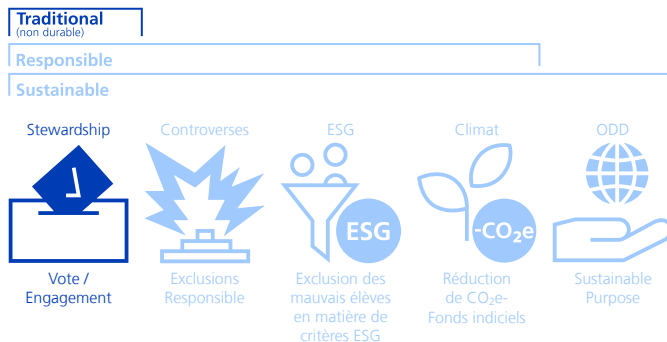 Traditional
(non durable)
Responsible
Sustainable
Stewardship
Controverses
ESG
Climat
ODD
ESG
-CO₂e
Vote /
Engagement
Exclusions
Responsible
Exclusion des
mauvais élèves
en matière de
critères ESG
Réduction
de CO₂e-
Fonds indiciels
Sustainable
Purpose